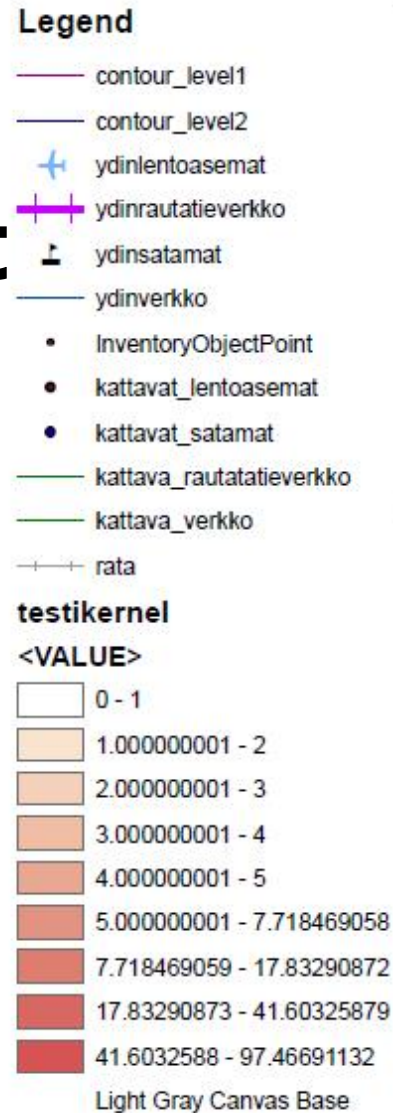 Legend
contour_level1
contour_level2
ydinlentoasemat
ydinrautatieverkko
ydinsatamat
ydinverkko
InventoryObjectPoint
kattavat_lentoasemat
kattavat_satamat
kattava_rautatatieverkko
kattava_verkko
rata
testikernel
<VALUE>
0 - 1
1.000000001 - 2
2.000000001 - 3
3.000000001 - 4
4.000000001 - 5
5.000000001 - 7.718469058
7.718469059 - 17.83290872
17.83290873 - 41.60325879
41.6032588 - 97.46691132
Light Gray Canvas Base